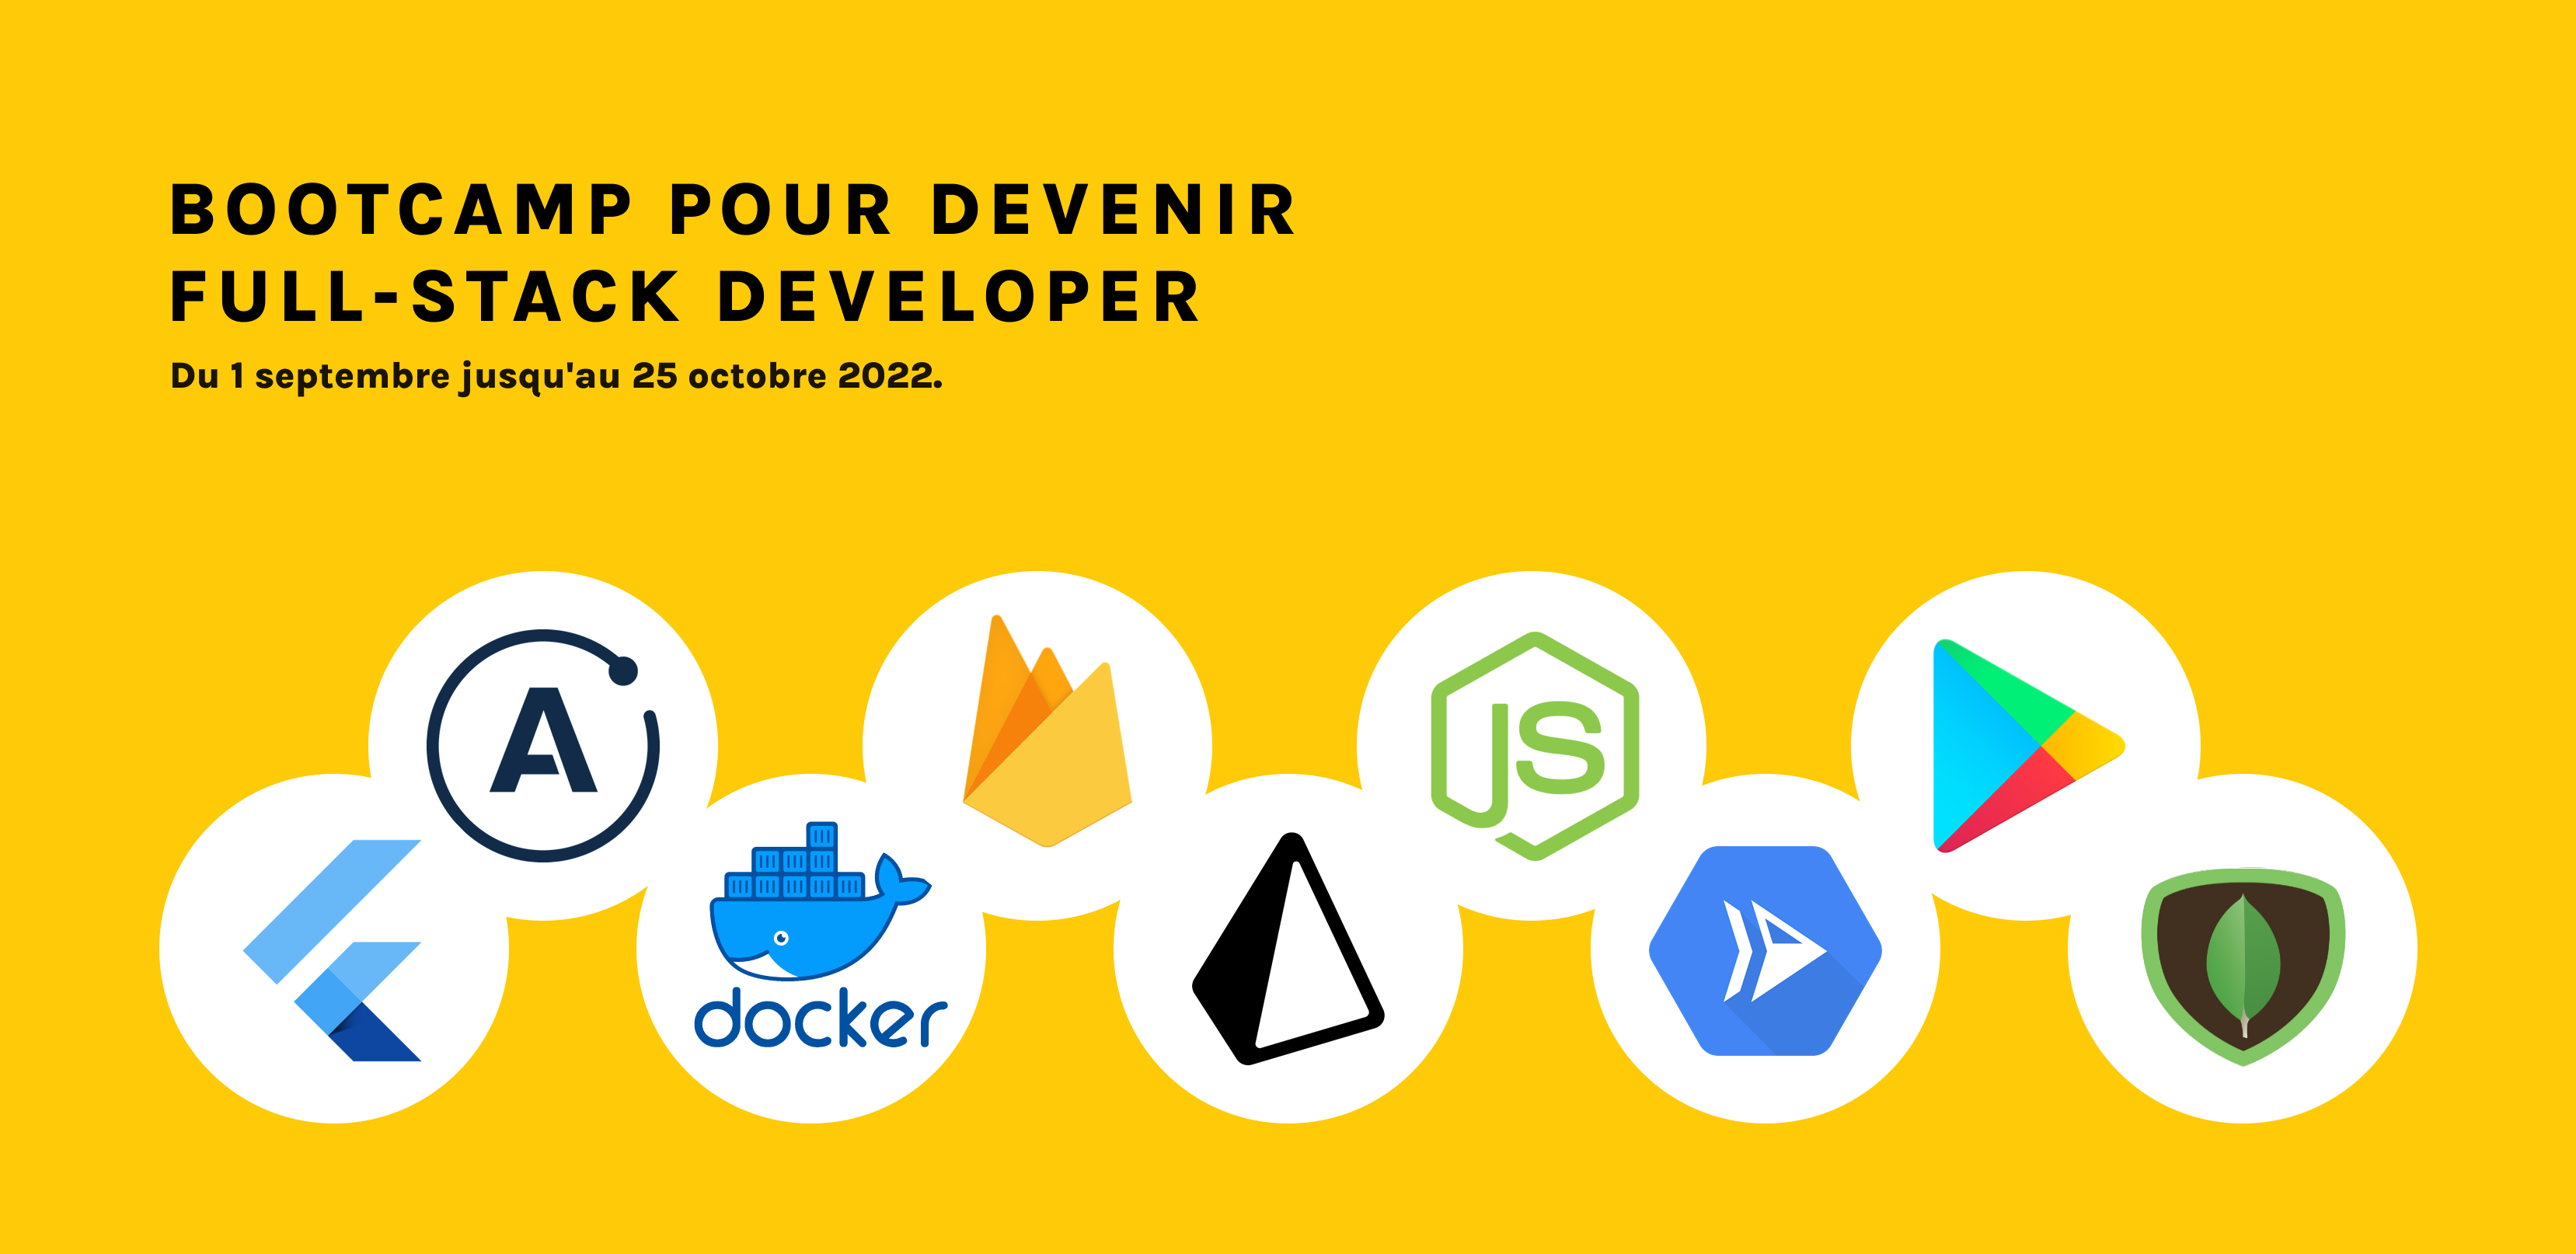 BOOTCAMP POUR DEVENIR
FULL-STACK DEVELOPER
Du 1 septembre jusqu'au 25 octobre 2022.
A
JS
docker